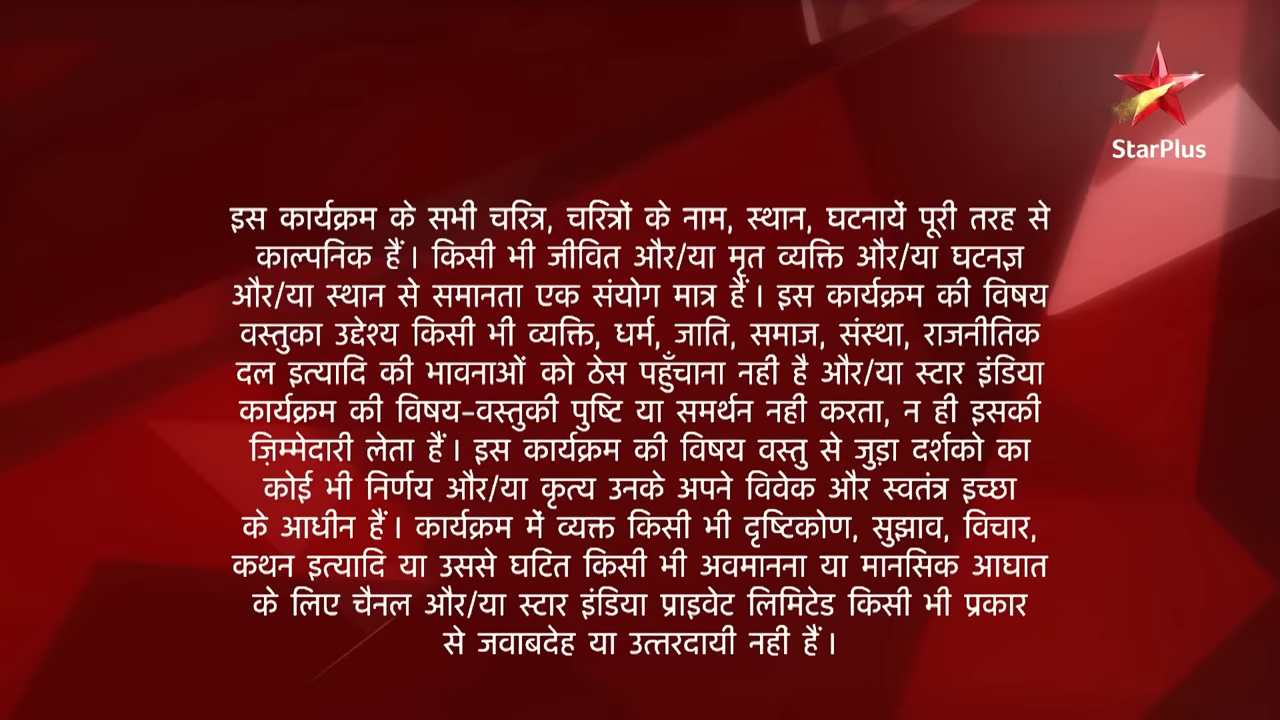 StarPlus
इस कार्यक्रम के सभी चरित्र, चरित्रों के नाम, स्थान, घटनायें पूरी तरह से
काल्पनिक हैं। किसी भी जीवित और/या मृत व्यक्ति और/या घटनज्ञ
और/या स्थान से समानता एक संयोग मात्र हैं। इस कार्यक्रम की विषय
वस्तुका उद्देश्य किसी भी व्यक्ति, धर्म, जाति, समाज, संस्था, राजनीतिक
दल इत्यादि की भावनाओं को ठेस पहुँचाना नही है और/या स्टार इंडिया
कार्यक्रम की विषय-वस्तुकी पुष्टि या समर्थन नही करता, न ही इसकी
ज़िम्मेदारी लेता हैं। इस कार्यक्रम की विषय वस्तु से जुड़ा दर्शको का
कोई भी निर्णय और/या कृत्य उनके अपने विवेक और स्वतंत्र इच्छा
के आधीन हैं। कार्यक्रम में व्यक्त किसी भी दृष्टिकोण, सुझाव, विचार,
कथन इत्यादि या उससे घटित किसी भी अवमानना या मानसिक आघात
के लिए चैनल और/या स्टार इंडिया प्राइवेट लिमिटेड किसी भी प्रकार
से जवाबदेह या उत्तरदायी नही हैं।